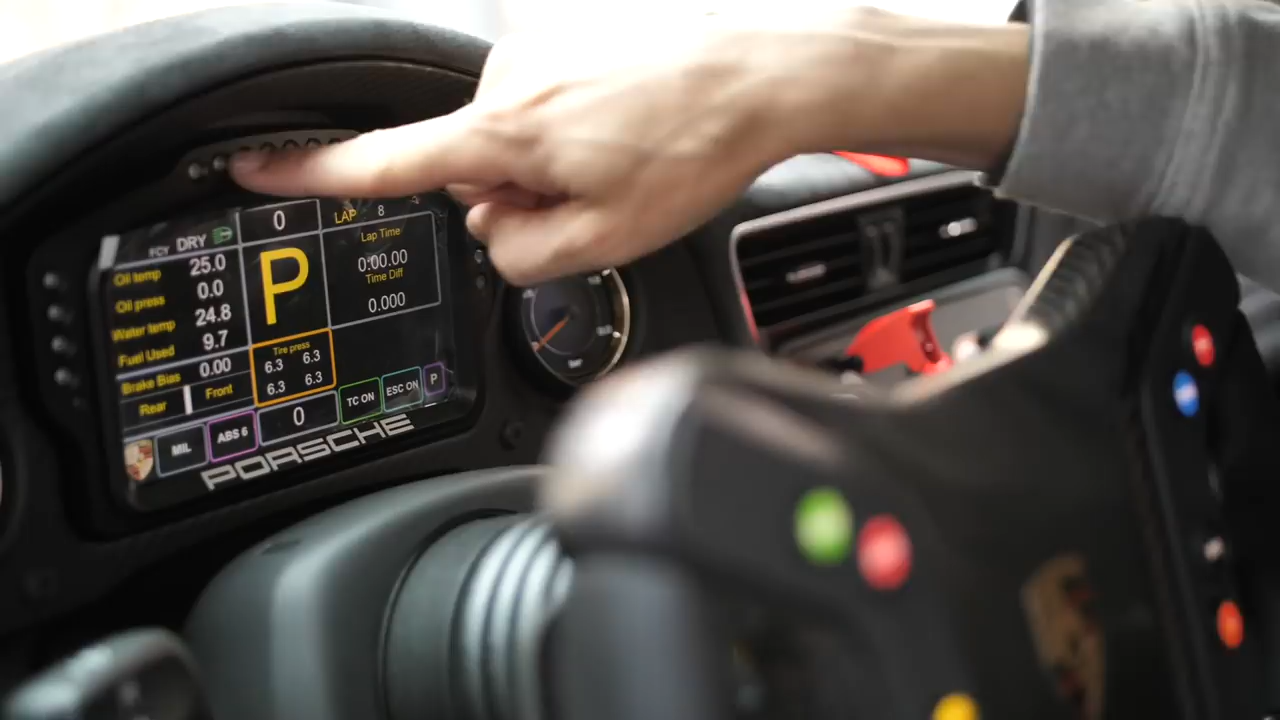 0
LAP 8
FCY DRY
Lap Time
0:00.00
Time Diff
0.000
P
Oil temp 25.0
Oil press 0.0
Water temp 24.8
Fuel Used 9.7
Brake Bias 0.00
Rear Front
Tire press
6.3 6.3
6.3 6.3
MIL ABS 6 0 TC ON ESC ON P
PORSCHE